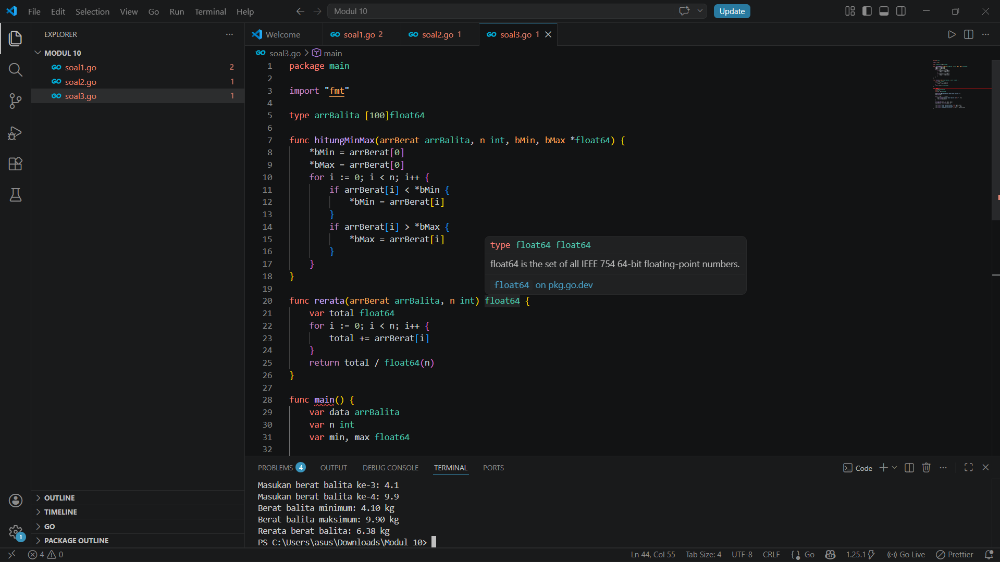 File Edit Selection View Go Run Terminal Help
Modul 10
Update
EXPLORER
MODUL 10
soal1.go 2
soal2.go 1
soal3.go 1
OUTLINE
TIMELINE
GO
PACKAGE OUTLINE
Welcome
GO soal1.go 2
GO soal2.go 1
GO soal3.go 1
GO soal3.go > main
1 package main
2
3 import "fmt"
4
5 type arrBalita [100]float64
6
7 func hitungMinMax(arrBerat arrBalita, n int, bMin, bMax *float64) {
8 *bMin = arrBerat[0]
9 *bMax = arrBerat[0]
10 for i := 0; i < n; i++ {
11 if arrBerat[i] < *bMin {
12 *bMin = arrBerat[i]
13 }
14 if arrBerat[i] > *bMax {
15 *bMax = arrBerat[i]
16 }
17 }
18 }
19
20 func rerata(arrBerat arrBalita, n int) float64 {
21 var total float64
22 for i := 0; i < n; i++ {
23 total += arrBerat[i]
24 }
25 return total / float64(n)
26 }
27
28 func main() {
29 var data arrBalita
30 var n int
31 var min, max float64
32
type float64 float64
float64 is the set of all IEEE 754 64-bit floating-point numbers.
float64 on pkg.go.dev
PROBLEMS 4 OUTPUT DEBUG CONSOLE TERMINAL PORTS
Code
Masukan berat balita ke-3: 4.1
Masukan berat balita ke-4: 9.9
Berat balita minimum: 4.10 kg
Berat balita maksimum: 9.90 kg
Rerata berat balita: 6.38 kg
PS C:\Users\asus\Downloads\Modul 10>
1
4 0
Ln 44, Col 55 Tab Size: 4 UTF-8 CRLF {} Go 1.25.1 Go Live Prettier